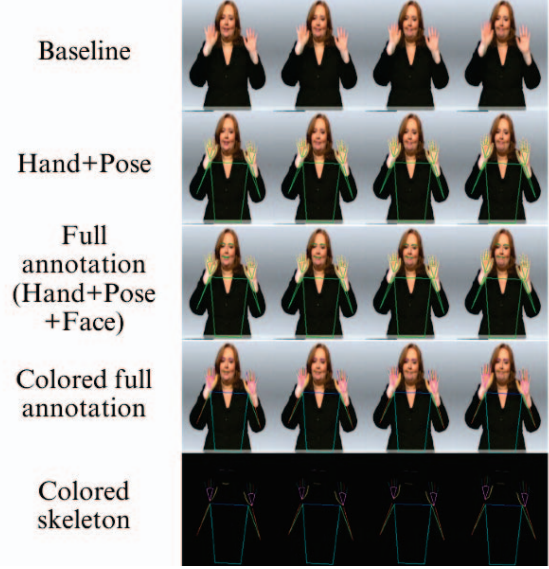 Baseline
Hand+Pose
Full
annotation
(Hand+Pose
+Face)
Colored full
annotation
Colored
skeleton